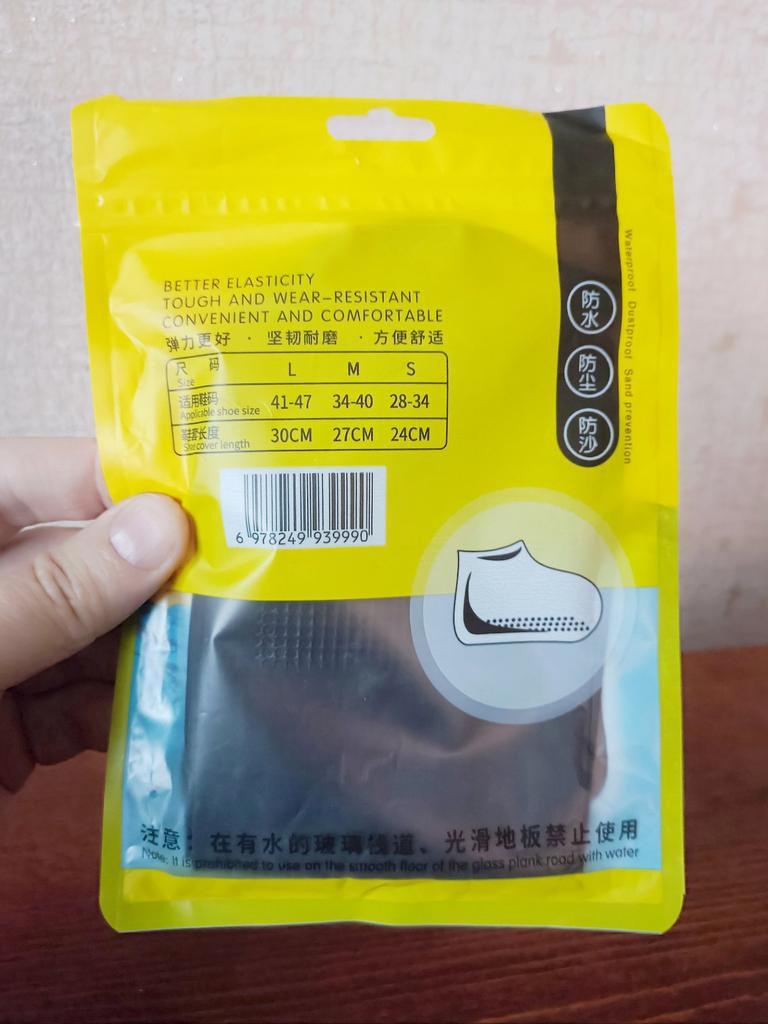 BETTER ELASTICITY
TOUGH AND WEAR-RESISTANT
CONVENIENT AND COMFORTABLE
弹力更好 · 坚韧耐磨 · 方便舒适
尺 码 L M S
Size
适用鞋码 41-47 34-40 28-34
Applicable shoe size
鞋套长度 30CM 27CM 24CM
Shoe cover length
6 978249 939990
防水
防尘
防沙
Waterproof Dustproof Sand prevention
注意：在有水的玻璃栈道、光滑地板禁止使用
Note: It is prohibited to use on the smooth floor of the glass plank road with water